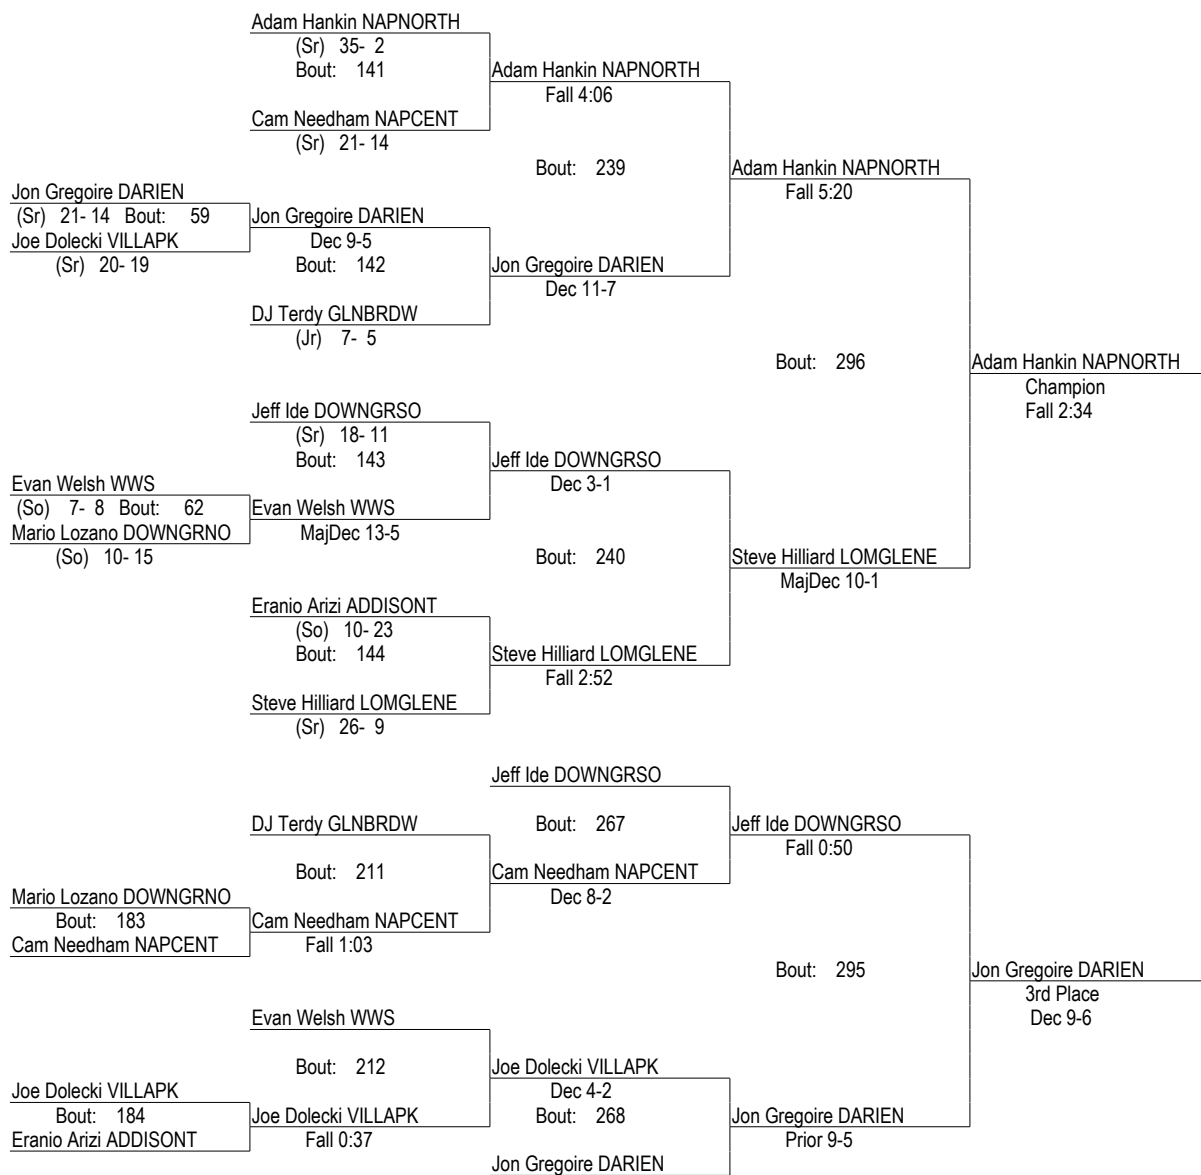 Adam Hankin NAPNORTH
(Sr) 35- 2
Bout: 141
Adam Hankin NAPNORTH
Fall 4:06
Cam Needham NAPCENT
(Sr) 21- 14
Bout: 239
Adam Hankin NAPNORTH
Fall 5:20
Jon Gregoire DARIEN
(Sr) 21- 14 Bout: 59
Joe Dolecki VILLAPK
(Sr) 20- 19
Jon Gregoire DARIEN
Dec 9-5
Bout: 142
Jon Gregoire DARIEN
Dec 11-7
DJ Terdy GLNBRDW
(Jr) 7- 5
Bout: 296
Adam Hankin NAPNORTH
Champion
Fall 2:34
Jeff Ide DOWNGRSO
(Sr) 18- 11
Bout: 143
Jeff Ide DOWNGRSO
Dec 3-1
Evan Welsh WWS
(So) 7- 8 Bout: 62
Mario Lozano DOWNGRNO
(So) 10- 15
Evan Welsh WWS
MajDec 13-5
Bout: 240
Steve Hilliard LOMGLENE
MajDec 10-1
Eranio Arizi ADDISONT
(So) 10- 23
Bout: 144
Steve Hilliard LOMGLENE
Fall 2:52
Steve Hilliard LOMGLENE
(Sr) 26- 9
Jeff Ide DOWNGRSO
Bout: 267
Jeff Ide DOWNGRSO
Fall 0:50
DJ Terdy GLNBRDW
Bout: 211
Cam Needham NAPCENT
Dec 8-2
Mario Lozano DOWNGRNO
Bout: 183
Cam Needham NAPCENT
Cam Needham NAPCENT
Fall 1:03
Bout: 295
Jon Gregoire DARIEN
3rd Place
Dec 9-6
Evan Welsh WWS
Bout: 212
Joe Dolecki VILLAPK
Dec 4-2
Bout: 268
Joe Dolecki VILLAPK
Bout: 184
Eranio Arizi ADDISONT
Joe Dolecki VILLAPK
Fall 0:37
Jon Gregoire DARIEN
Prior 9-5
Jon Gregoire DARIEN